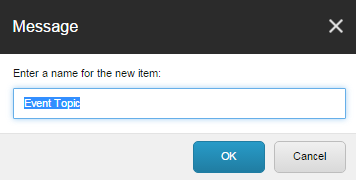 Message
Enter a name for the new item:
Event Topic
OK
Cancel